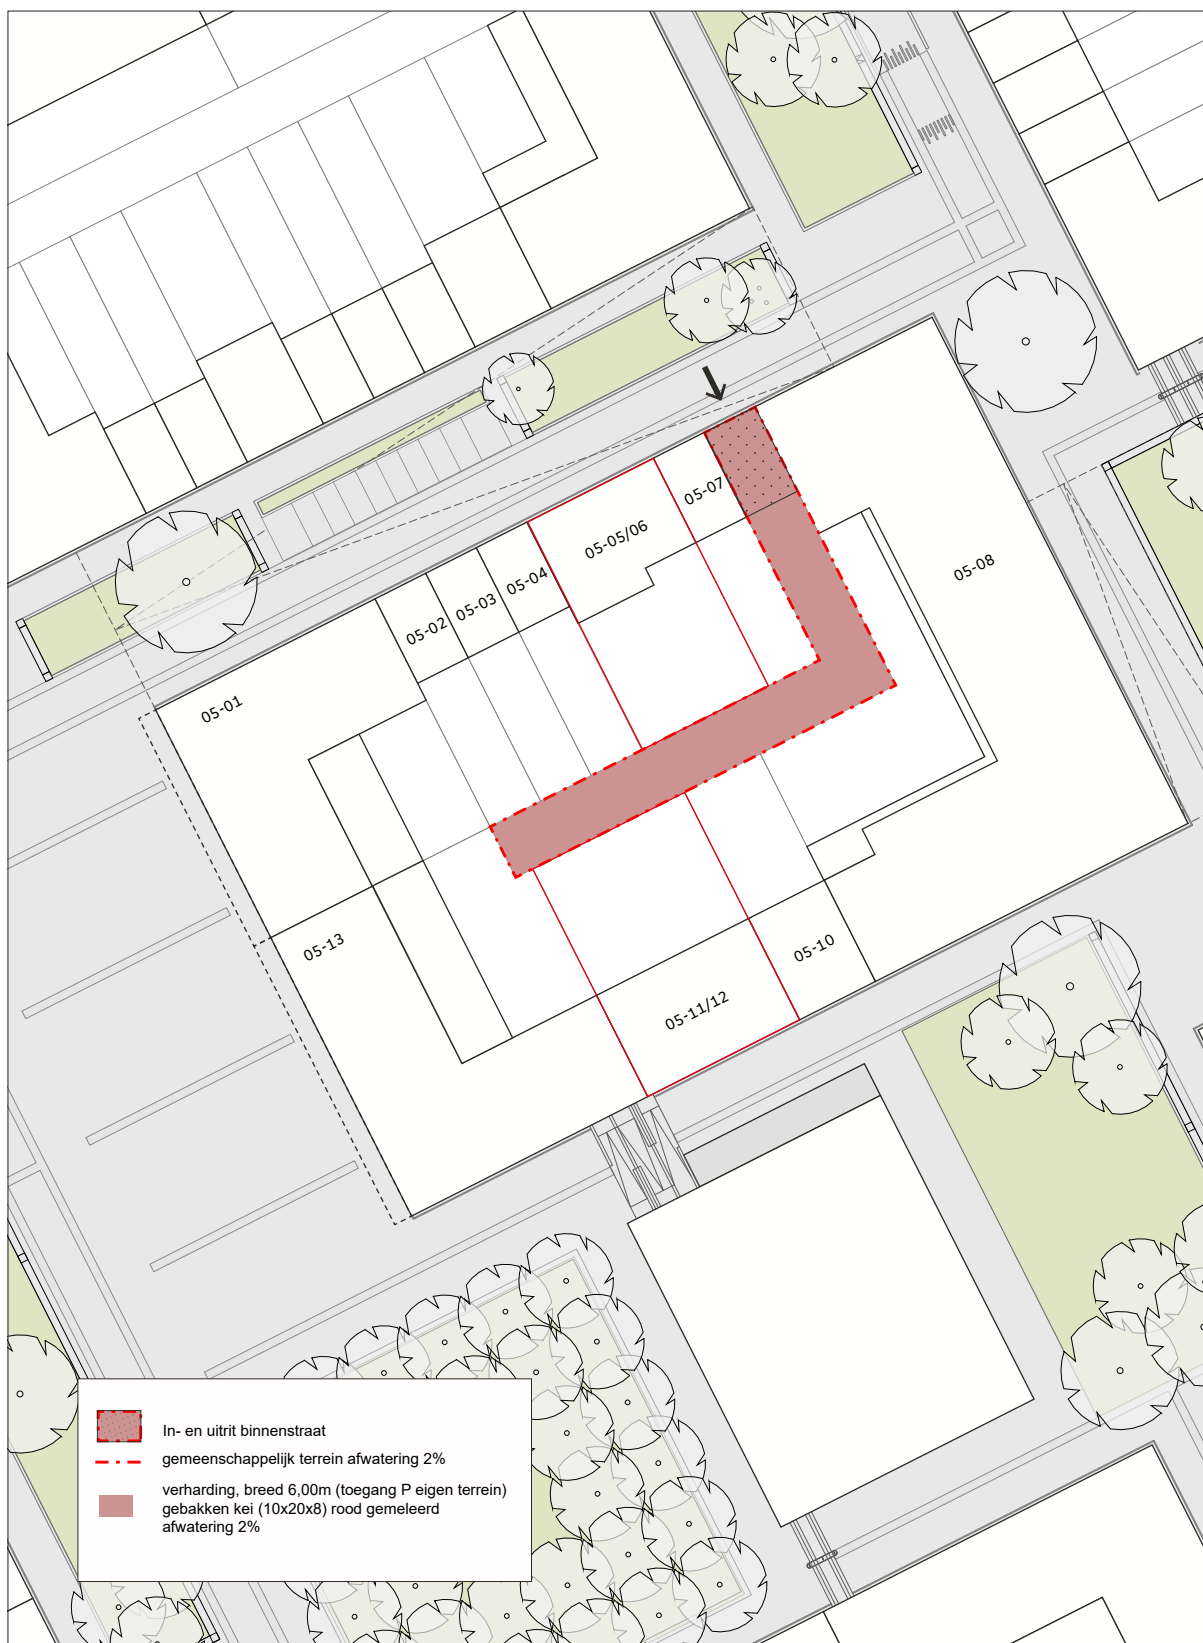 05-07
05-05/06
05-08
05-04
05-03
05-02
05-01
05-13
05-10
05-11/12
In- en uitrit binnenstraat
gemeenschappelijk terrein afwatering 2%
verharding, breed 6,00m (toegang P eigen terrein)
gebakken kei (10x20x8) rood gemeleerd
afwatering 2%